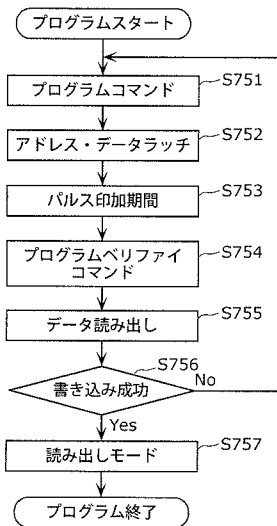 プログラムスタート
プログラムコマンド
S751
アドレス・データラッチ
S752
パルス印加期間
S753
プログラムベリファイ
コマンド
S754
データ読み出し
S755
書き込み成功
S756
No
Yes
読み出しモード
S757
プログラム終了